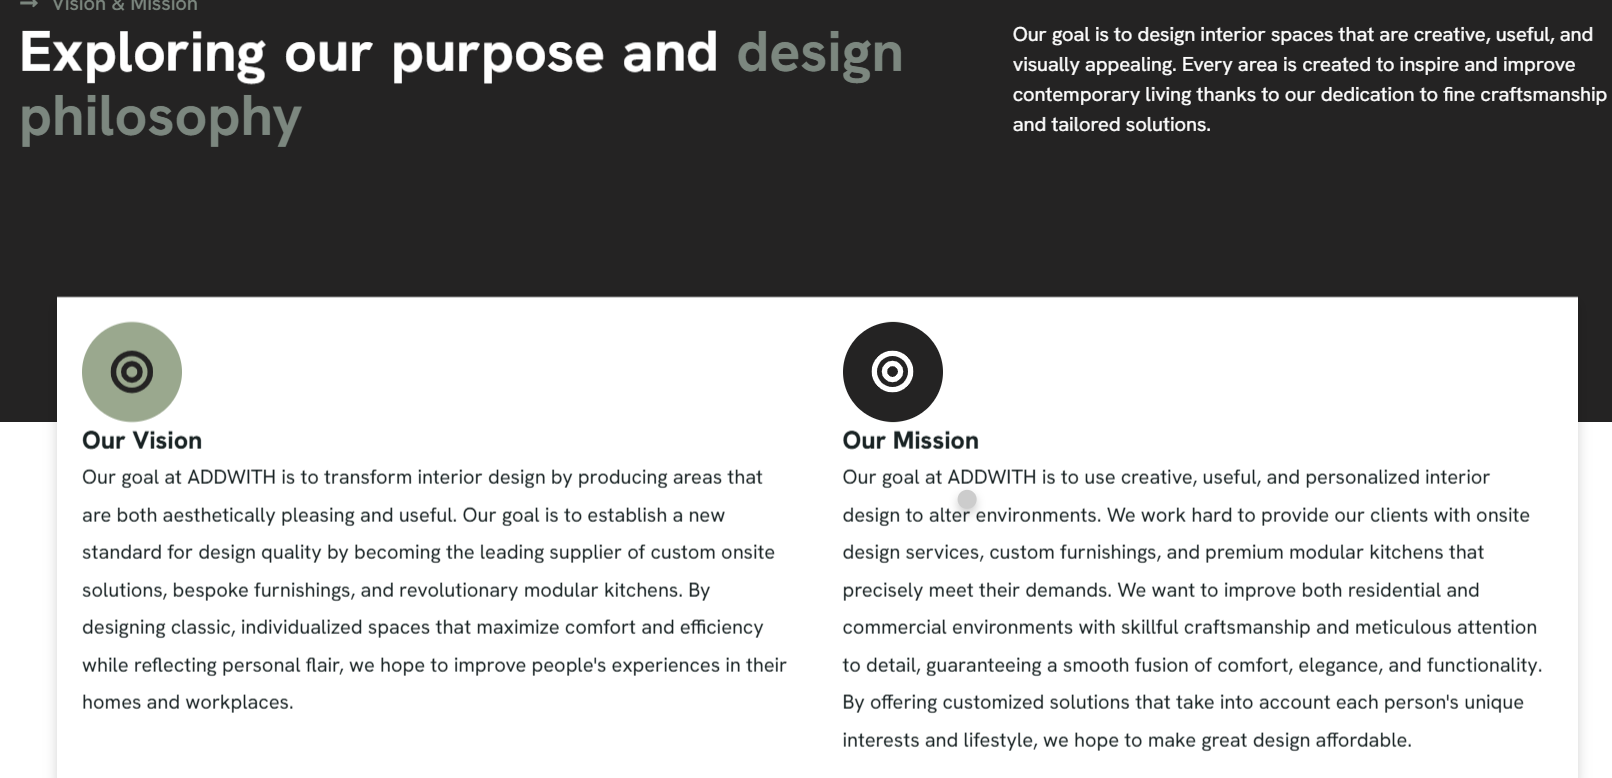 → Vision & Mission
Exploring our purpose and design
philosophy
Our goal is to design interior spaces that are creative, useful, and
visually appealing. Every area is created to inspire and improve
contemporary living thanks to our dedication to fine craftsmanship
and tailored solutions.
Our Vision
Our goal at ADDWITH is to transform interior design by producing areas that
are both aesthetically pleasing and useful. Our goal is to establish a new
standard for design quality by becoming the leading supplier of custom onsite
solutions, bespoke furnishings, and revolutionary modular kitchens. By
designing classic, individualized spaces that maximize comfort and efficiency
while reflecting personal flair, we hope to improve people's experiences in their
homes and workplaces.
Our Mission
Our goal at ADDWITH is to use creative, useful, and personalized interior
design to alter environments. We work hard to provide our clients with onsite
design services, custom furnishings, and premium modular kitchens that
precisely meet their demands. We want to improve both residential and
commercial environments with skillful craftsmanship and meticulous attention
to detail, guaranteeing a smooth fusion of comfort, elegance, and functionality.
By offering customized solutions that take into account each person's unique
interests and lifestyle, we hope to make great design affordable.